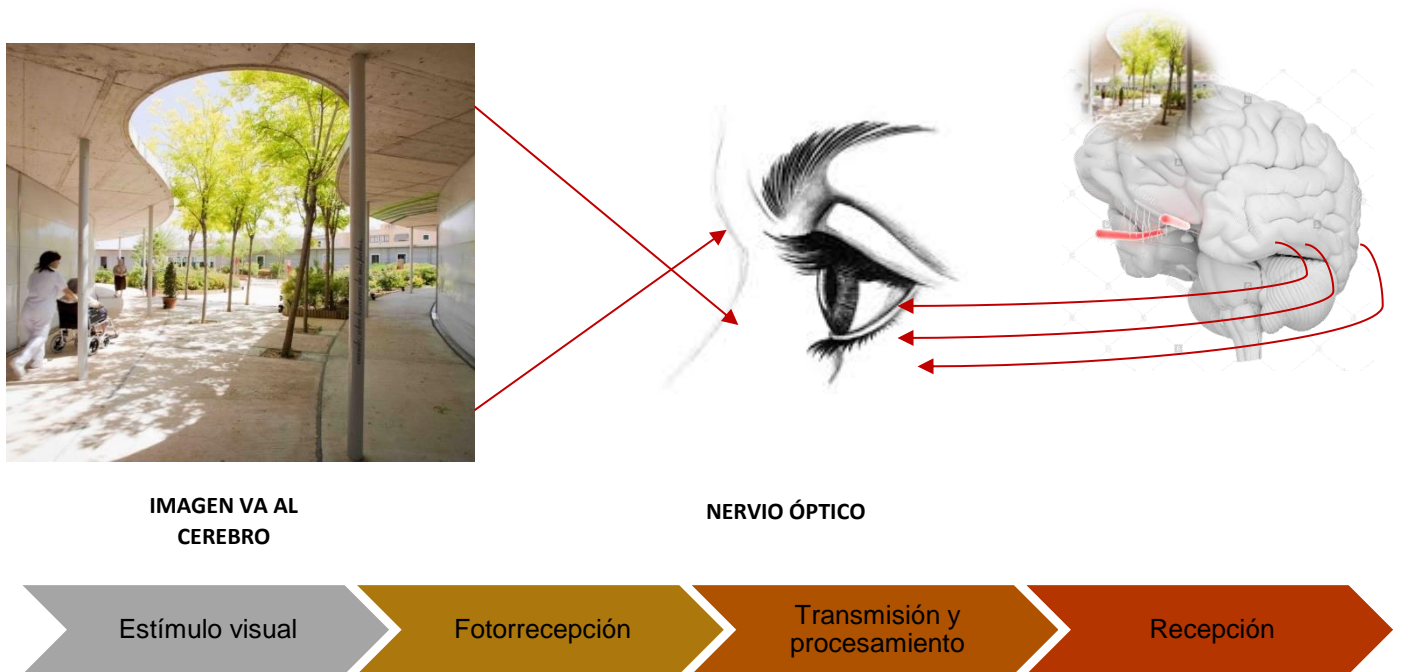 IMAGEN VA AL
CEREBRO
NERVIO ÓPTICO
Estímulo visual
Fotorrecepción
Transmisión y
procesamiento
Recepción